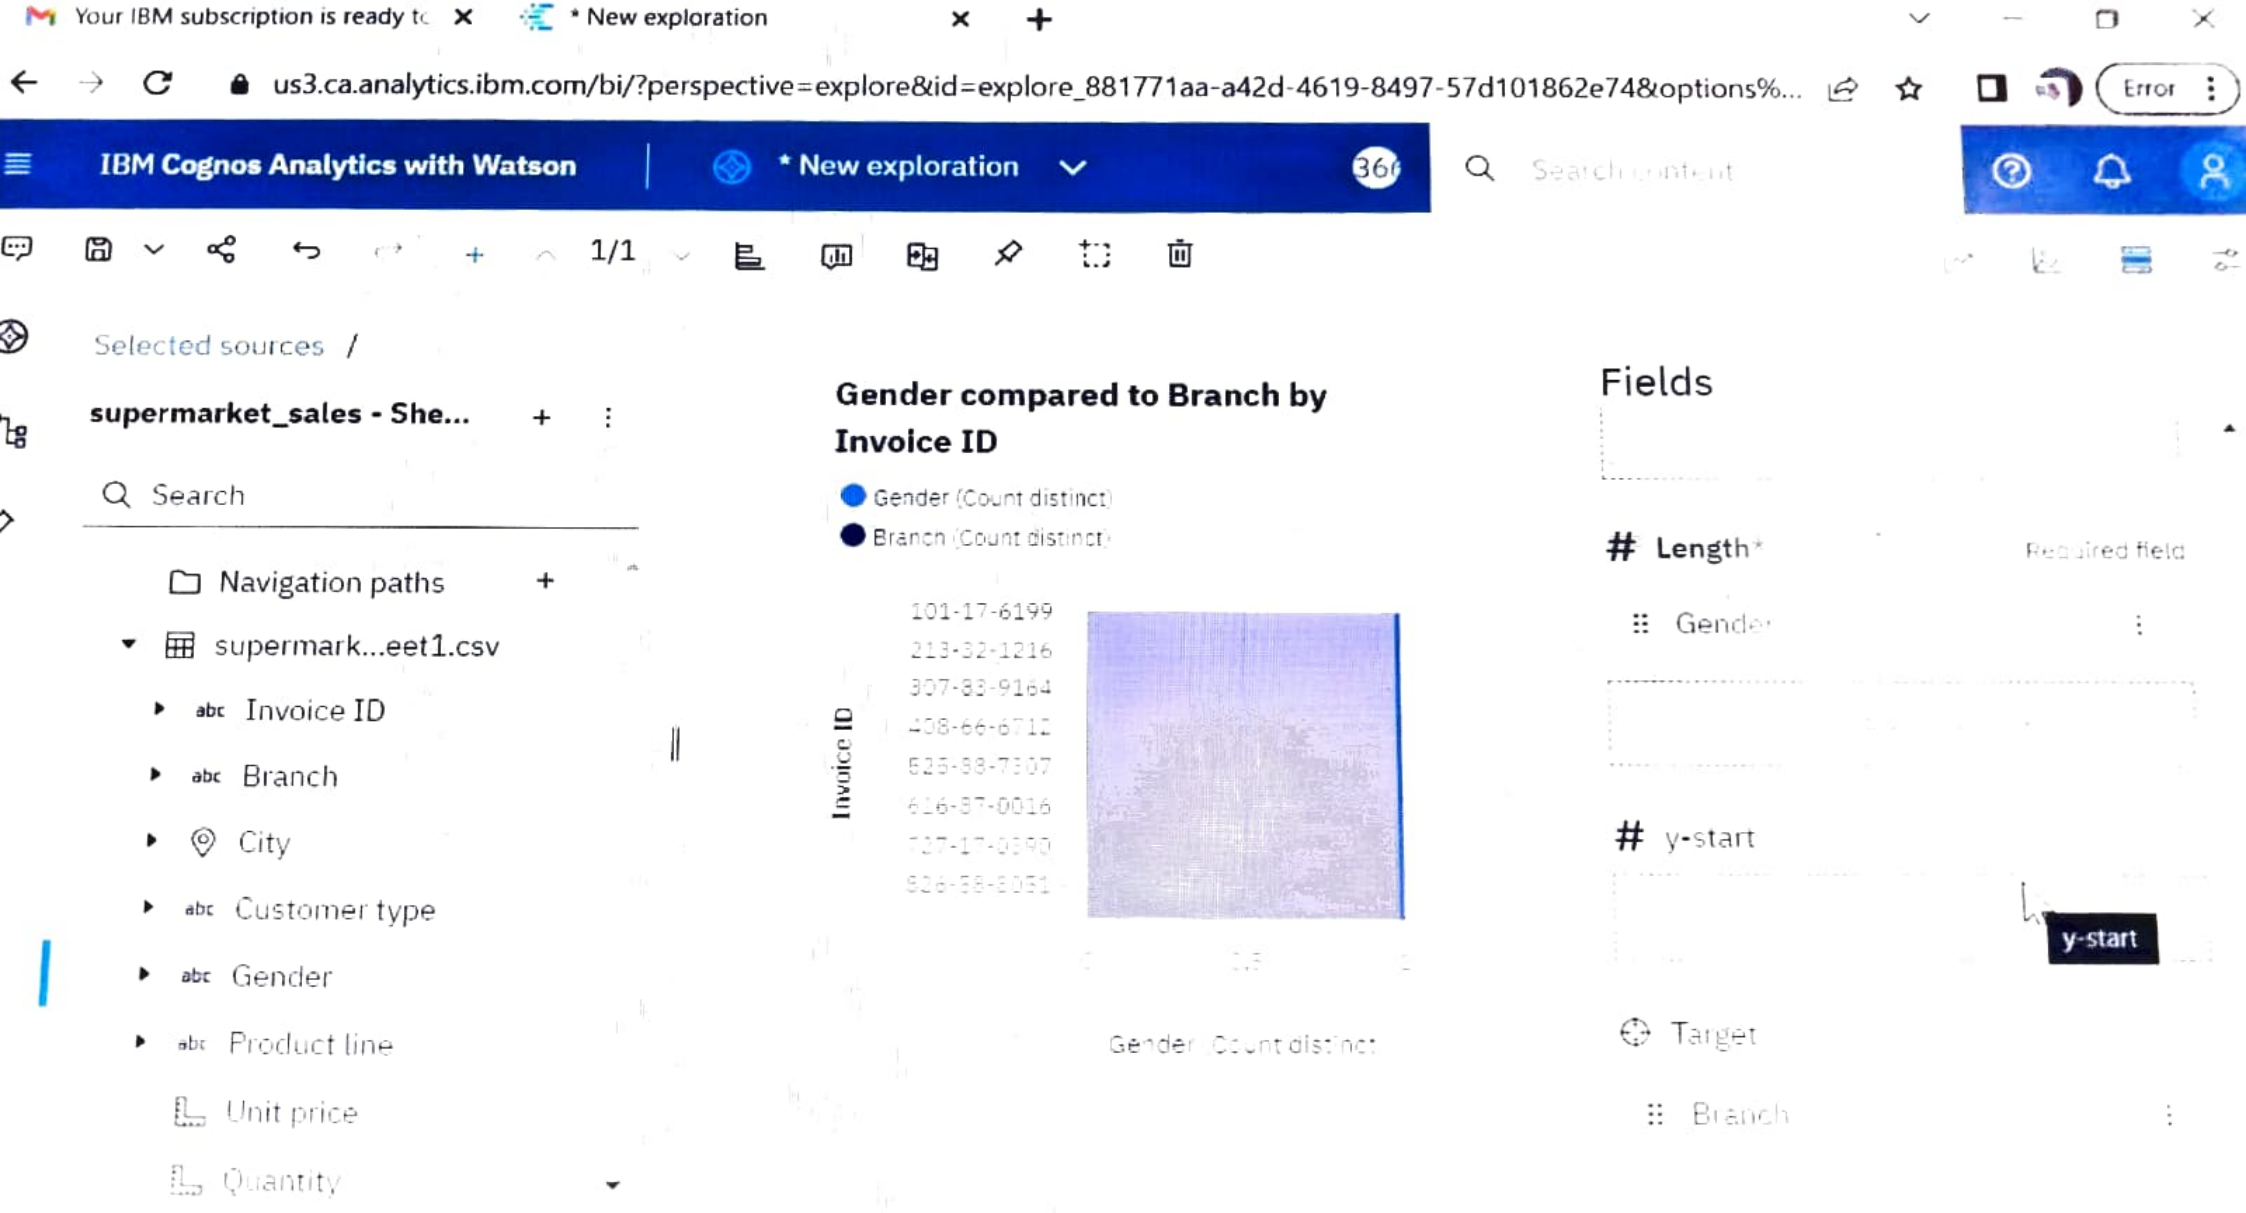 Your IBM subscription is ready to
* New exploration
us3.ca.analytics.ibm.com/bi/?perspective=explore&id=explore_881771aa-a42d-4619-8497-57d101862e74&options%...
Error
IBM Cognos Analytics with Watson
* New exploration
36
Search content
1/1
Selected sources /
supermarket_sales - She...
Search
Navigation paths
supermark...eet1.csv
abc Invoice ID
abc Branch
City
abc Customer type
abc Gender
abc Product line
Unit price
Quantity
Gender compared to Branch by
Invoice ID
Gender (Count distinct)
Branch (Count distinct)
Invoice ID
101-17-6199
213-32-1216
307-83-9164
408-66-6712
Gender (Count distinct)
Fields
# Length*
Required field
Gender
# y-start
y-start
Target
Branch